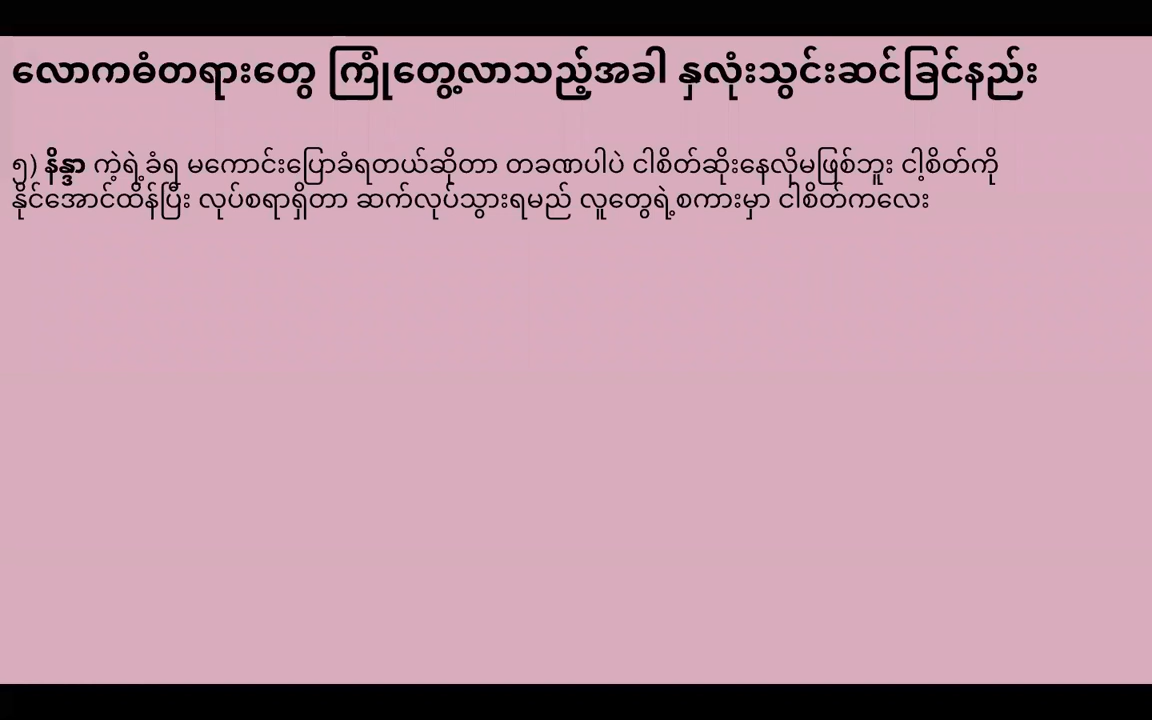 လောကဓံတရားတွေ ကြုံတွေ့လာသည့်အခါ နှလုံးသွင်းဆင်ခြင်နည်း
၅) နိန္ဒာ ကဲ့ရဲ့ခံရ မကောင်းပြောခံရတယ်ဆိုတာ တခဏပါပဲ ငါစိတ်ဆိုးနေလို့မဖြစ်ဘူး ငါ့စိတ်ကို
နိုင်အောင်ထိန်ပြီး လုပ်စရာရှိတာ ဆက်လုပ်သွားရမည် လူတွေရဲ့စကားမှာ ငါစိတ်ကလေး